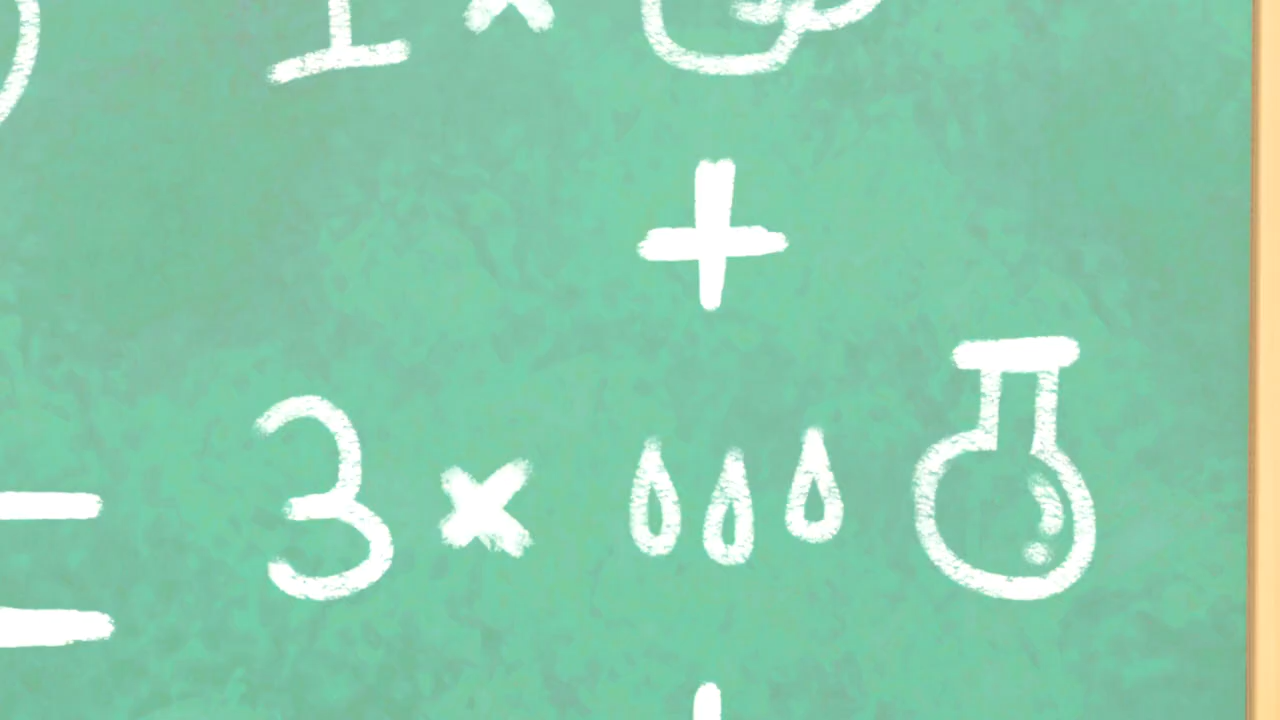 1 ×
+
= 3 ×
+